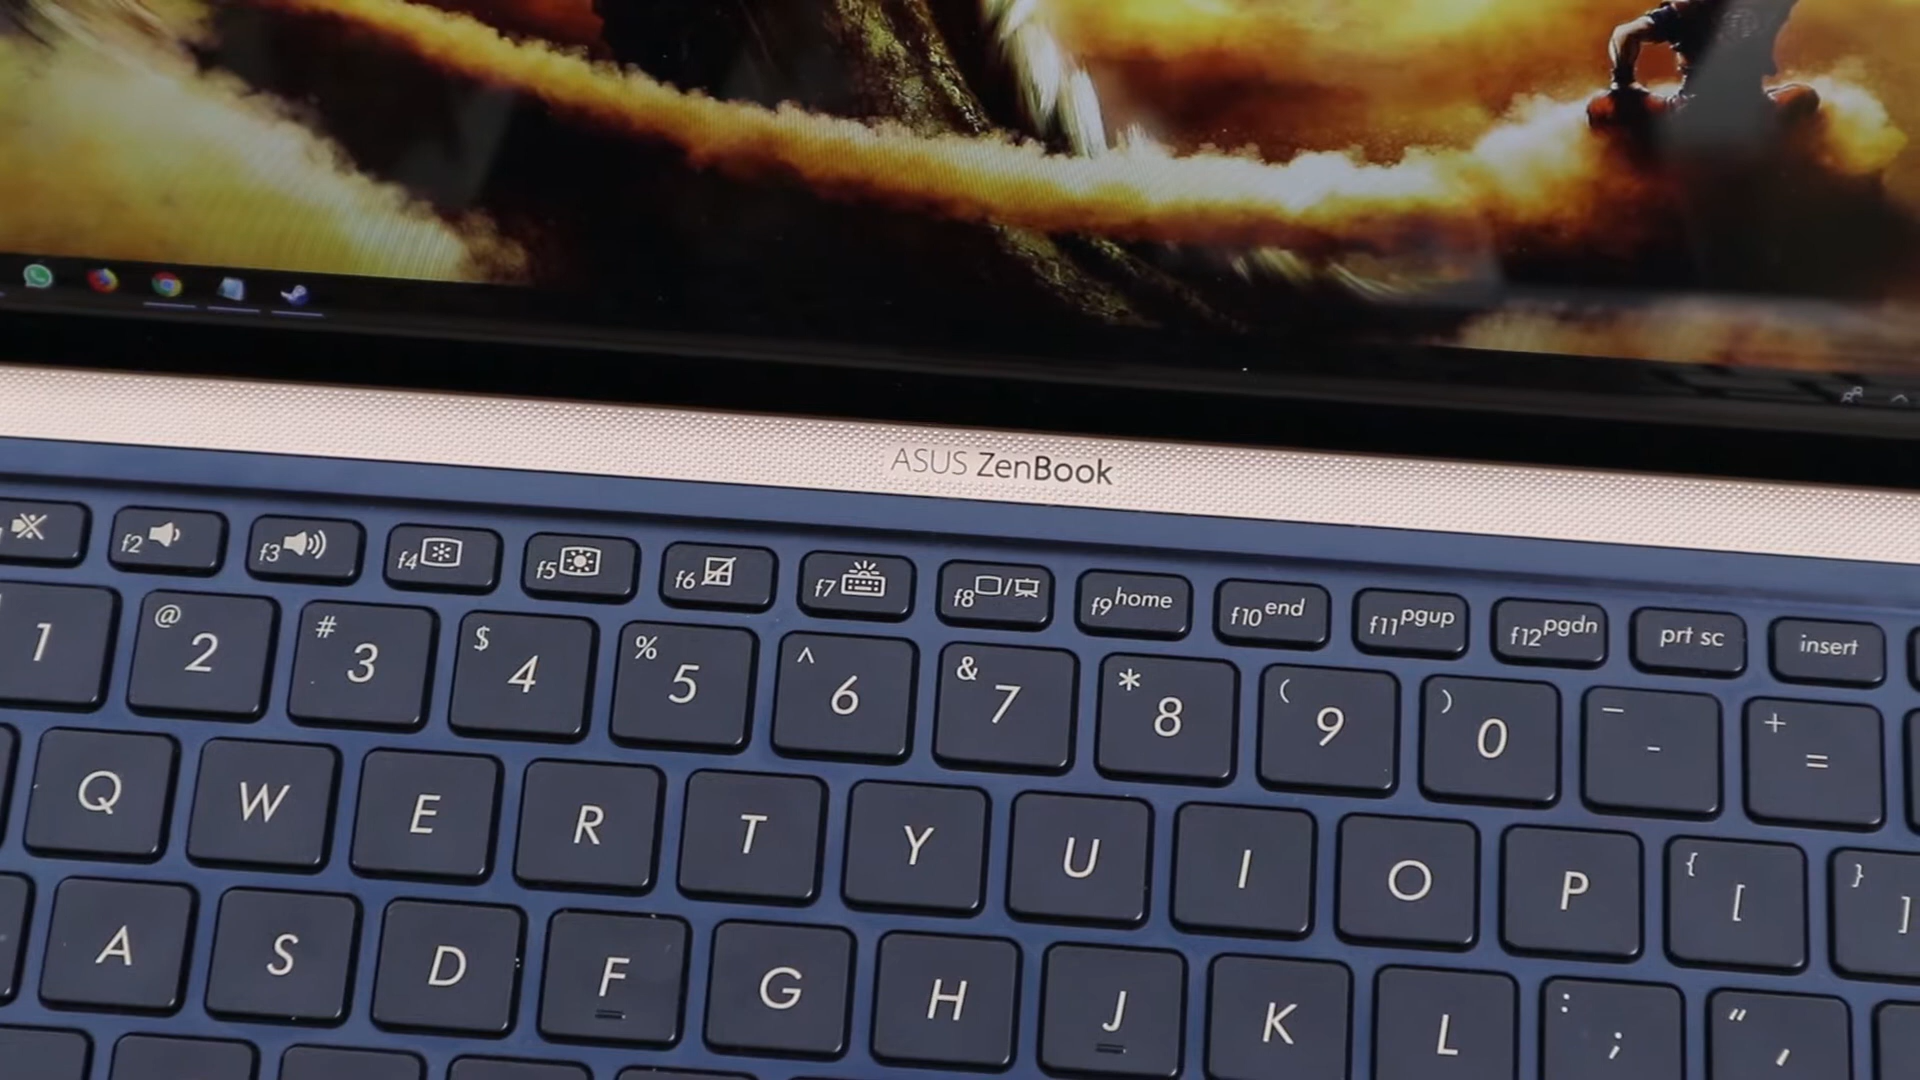 ASUS ZenBook
f2 f3 f4 f5 f6 f7 f8 / f9 home f10 end f11 pgup f12 pgdn prt sc insert
1 @ 2 # 3 $ 4 % 5 ^ 6 & 7 * 8 ( 9 ) 0 _ - + =
Q W E R T Y U I O P { [ } ]
A S D F G H J K L : ; " '